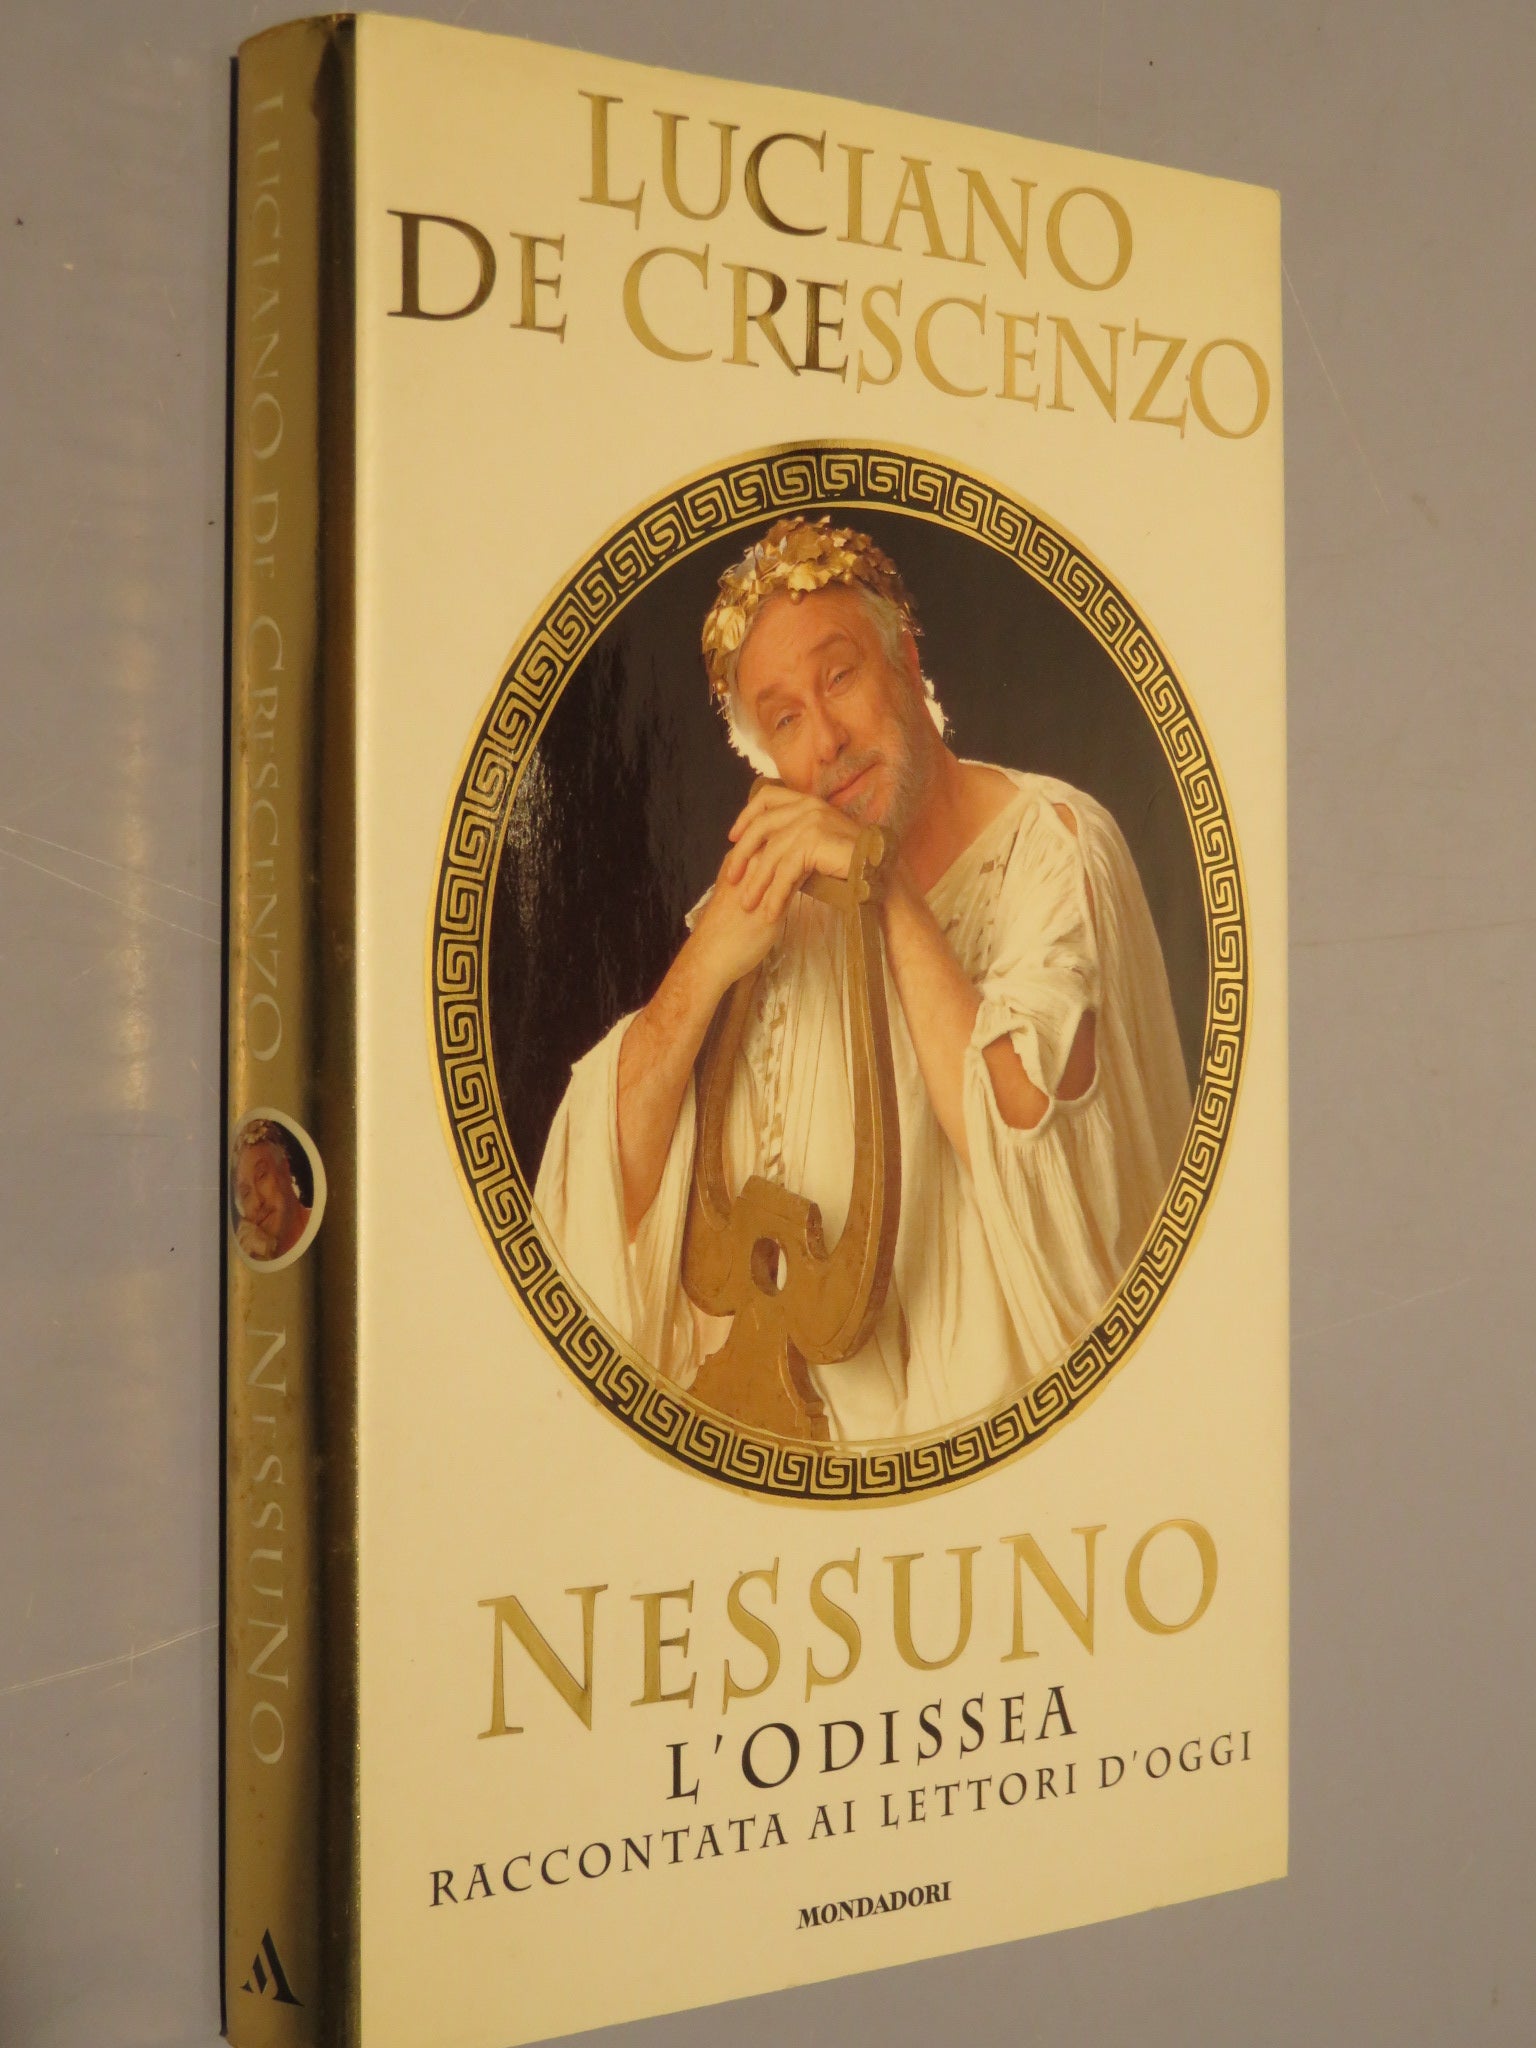 LUCIANO
DE CRESCENZO
NESSUNO
L'ODISSEA
RACCONTATA AI LETTORI D'OGGI
MONDADORI
LUCIANO DE CRESCENZO NESSUNO